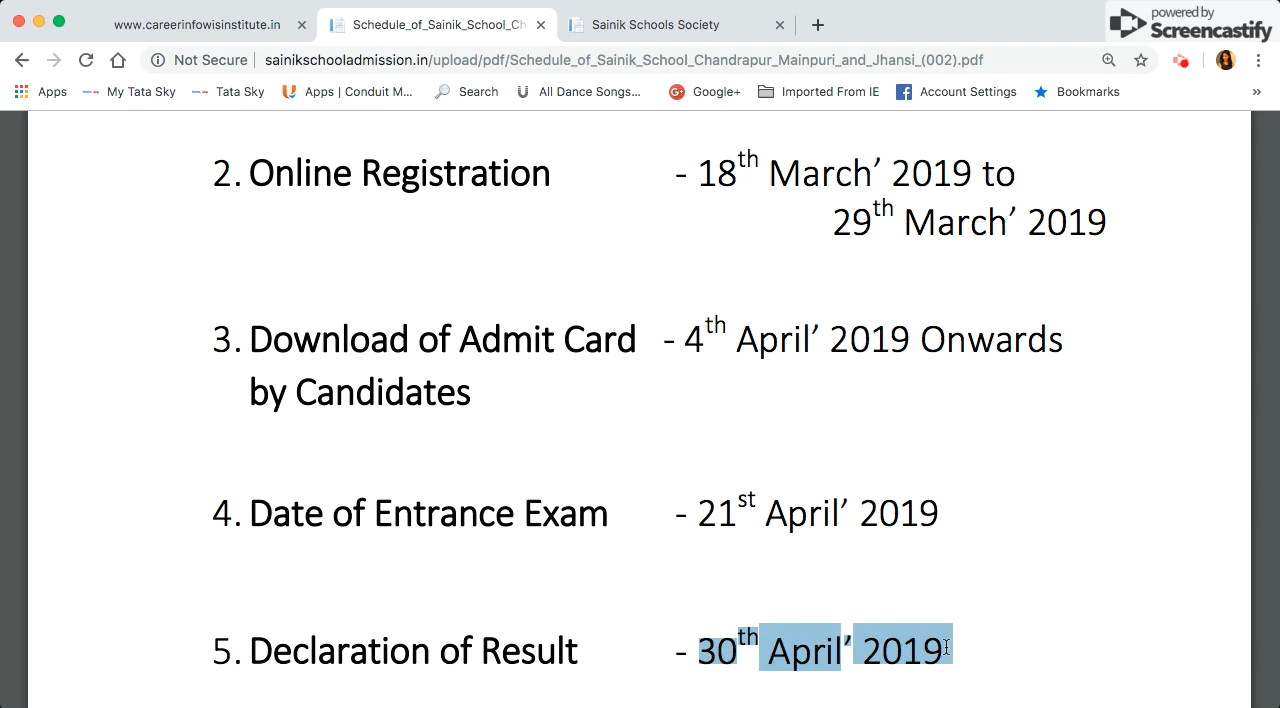 www.careerinfowisinstitute.in
Schedule_of_Sainik_School_Ch
Sainik Schools Society
powered by
Screencastify
Not Secure
sainikschooladmission.in/upload/pdf/Schedule_of_Sainik_School_Chandrapur_Mainpuri_and_Jhansi_(002).pdf
Apps
My Tata Sky
Tata Sky
Apps | Conduit M...
Search
All Dance Songs...
Google+
Imported From IE
Account Settings
Bookmarks
2. Online Registration - 18th March’ 2019 to
29th March’ 2019
3. Download of Admit Card - 4th April’ 2019 Onwards
by Candidates
4. Date of Entrance Exam - 21st April’ 2019
5. Declaration of Result - 30th April’ 2019